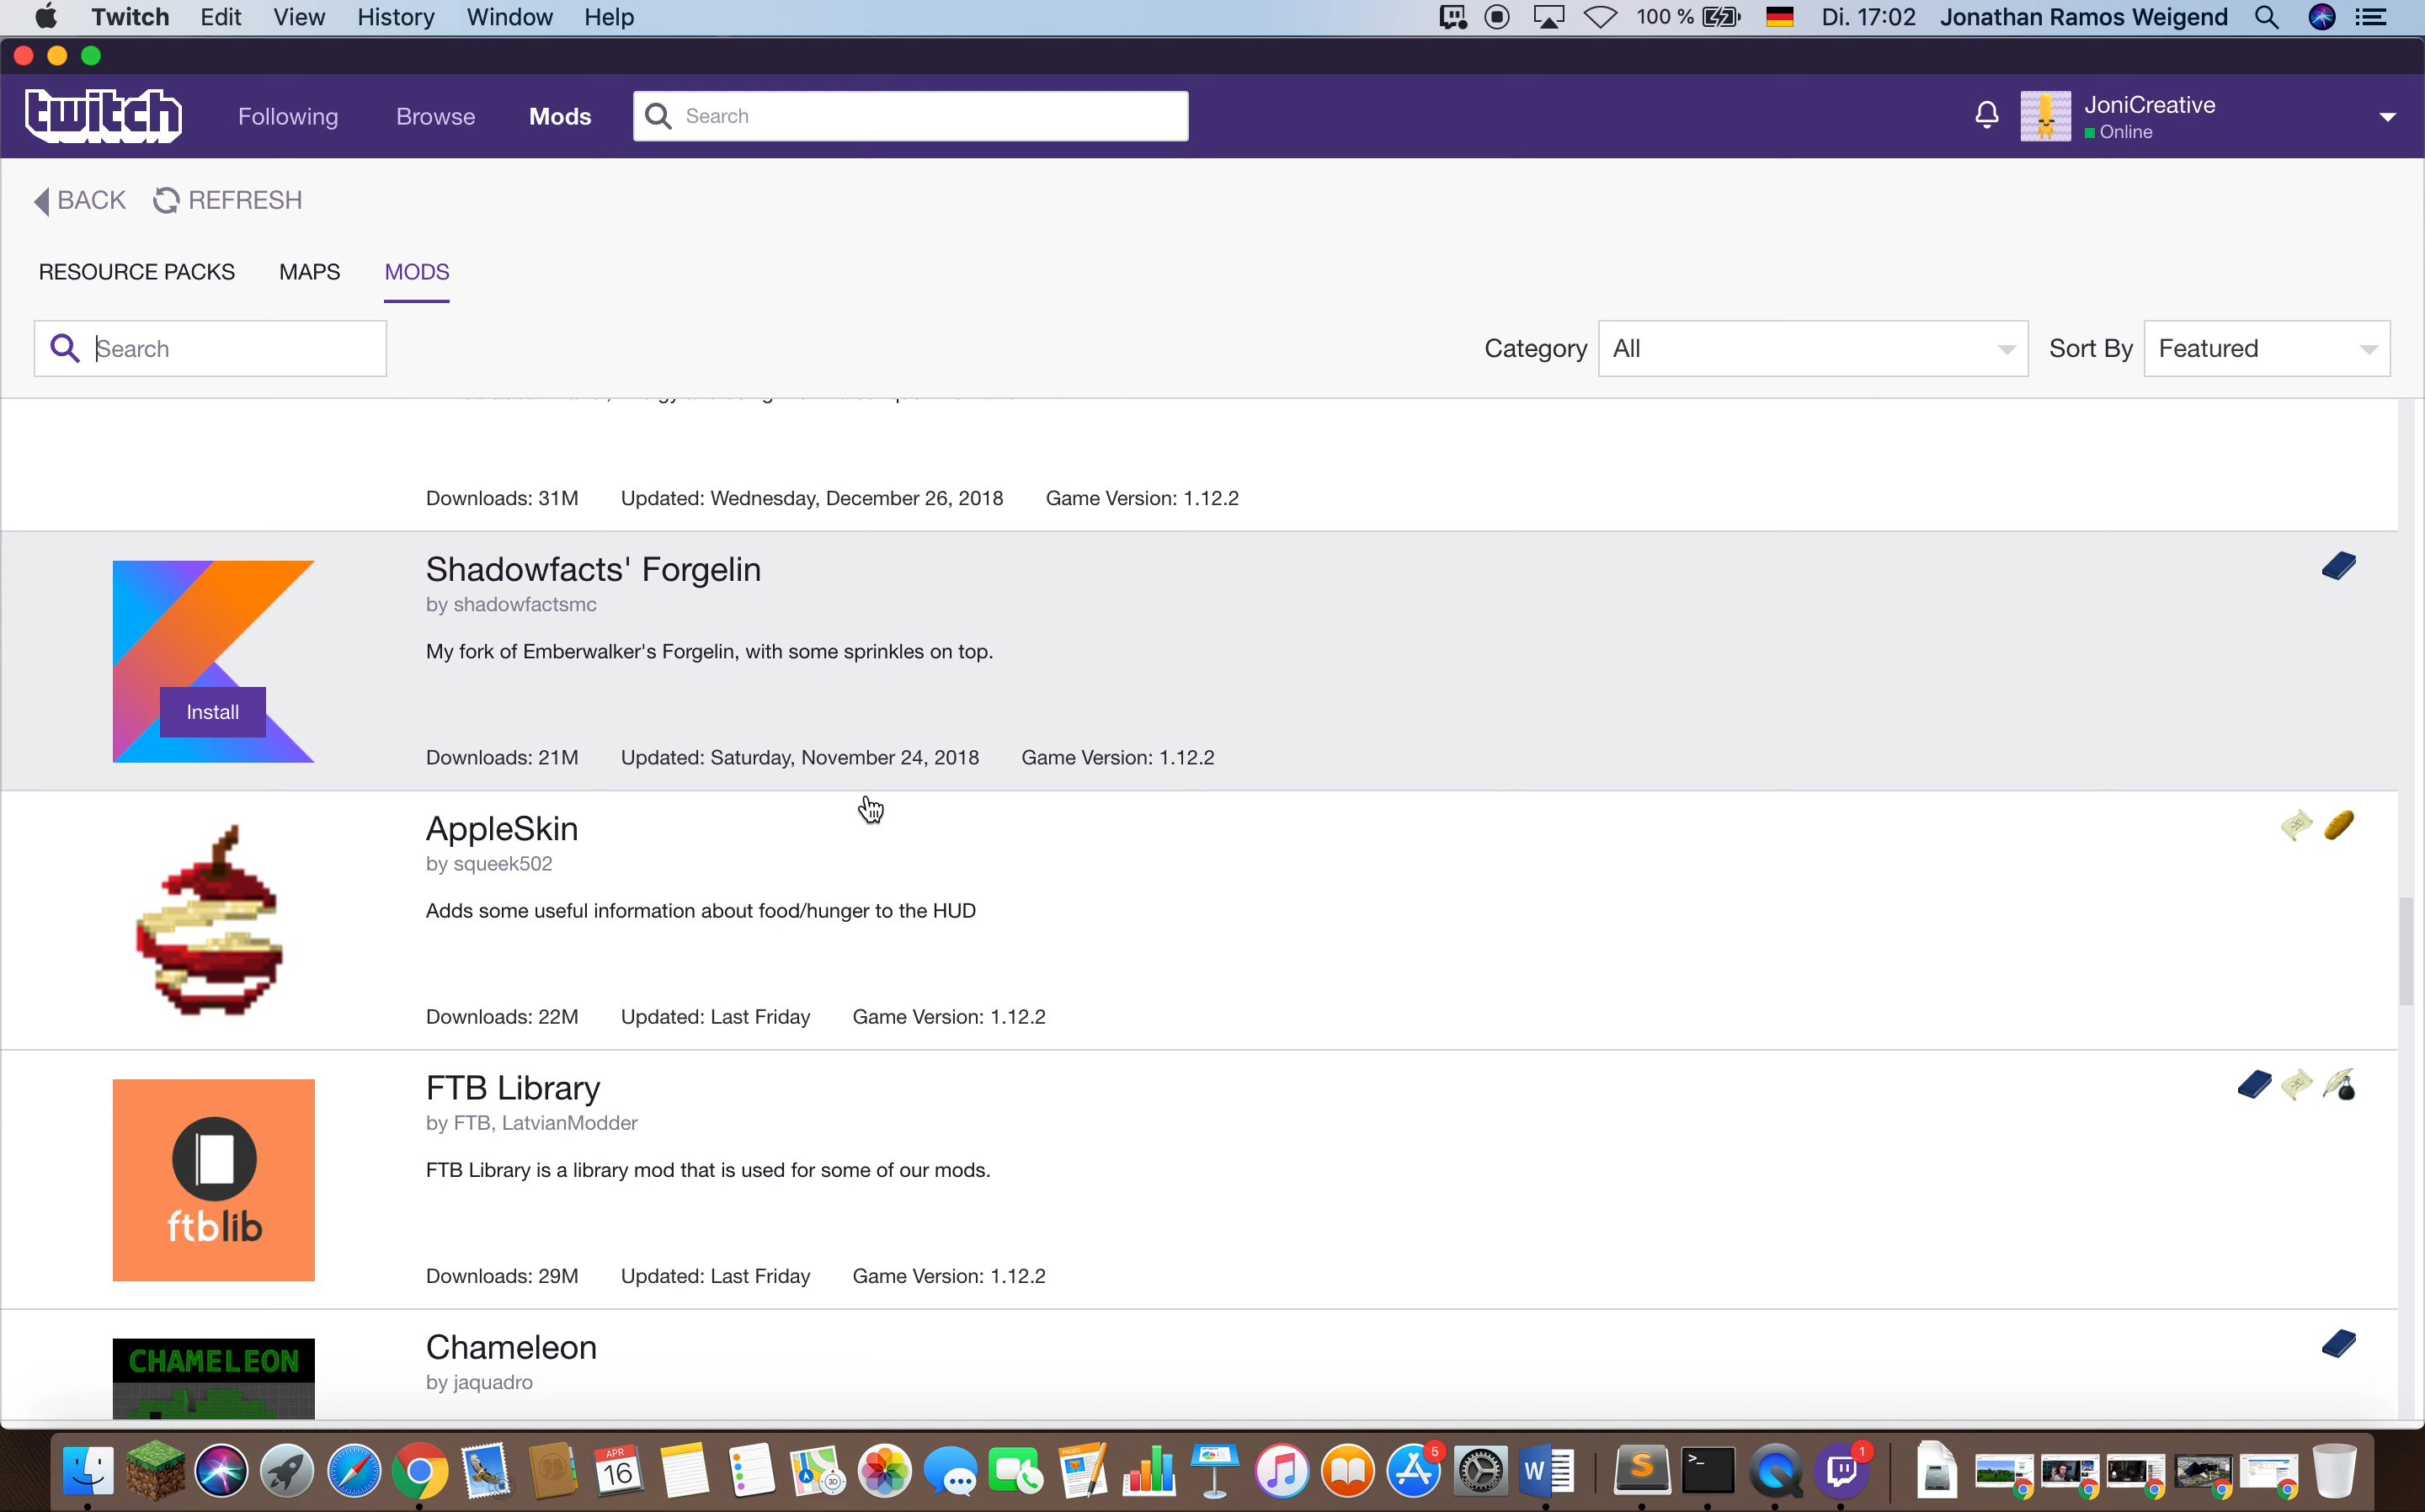 Twitch Edit View History Window Help 100 % Di. 17:02 Jonathan Ramos Weigend
twitch Following Browse Mods Search JoniCreative
Online
BACK REFRESH
RESOURCE PACKS MAPS MODS
Search Category All Sort By Featured
Downloads: 31M Updated: Wednesday, December 26, 2018 Game Version: 1.12.2
Shadowfacts' Forgelin
by shadowfactsmc
My fork of Emberwalker's Forgelin, with some sprinkles on top.
Install
Downloads: 21M Updated: Saturday, November 24, 2018 Game Version: 1.12.2
AppleSkin
by squeek502
Adds some useful information about food/hunger to the HUD
Downloads: 22M Updated: Last Friday Game Version: 1.12.2
FTB Library
by FTB, LatvianModder
FTB Library is a library mod that is used for some of our mods.
ftblib
Downloads: 29M Updated: Last Friday Game Version: 1.12.2
Chameleon
CHAMELEON
by jaquadro
APR
16
3D
PAGES
5
W
S
>_
1